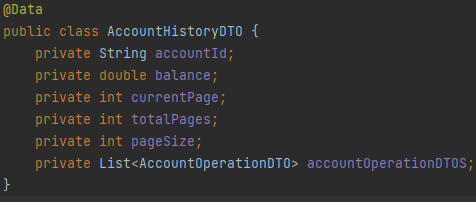 @Data
public class AccountHistoryDTO {
    private String accountId;
    private double balance;
    private int currentPage;
    private int totalPages;
    private int pageSize;
    private List<AccountOperationDTO> accountOperationDTOS;
}